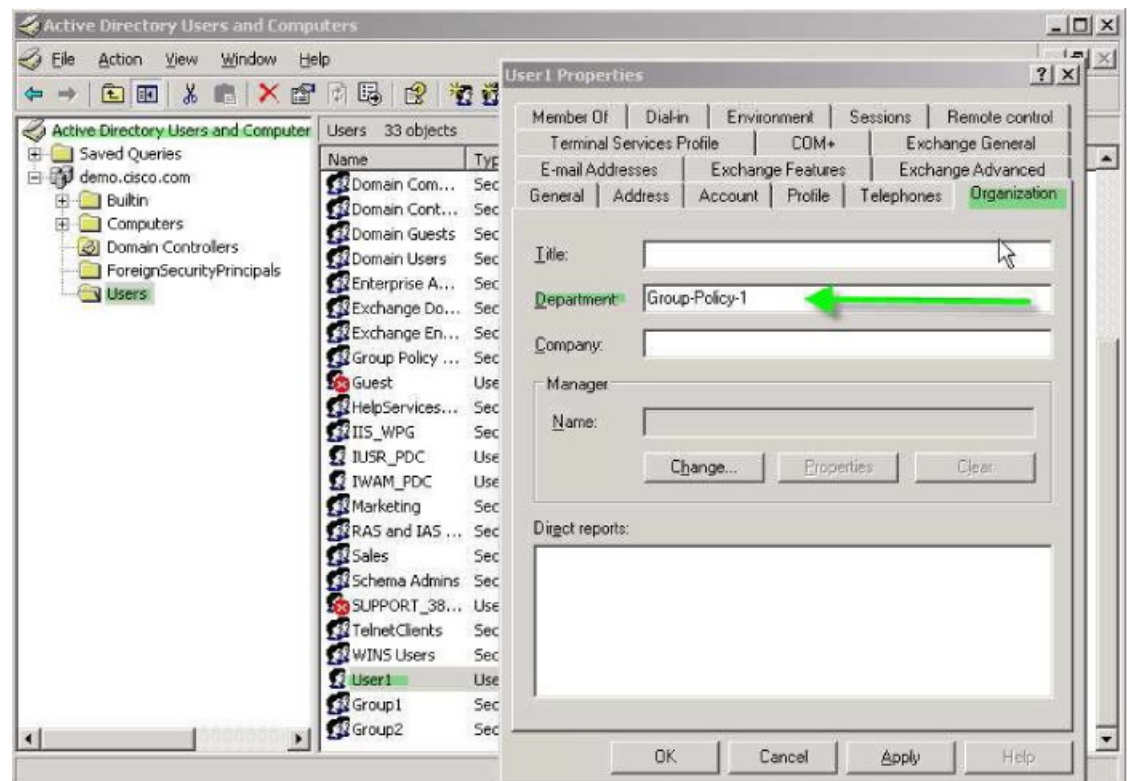 Active Directory Users and Computers
File Action View Window Help
Active Directory Users and Computer
Saved Queries
demo.cisco.com
Builtin
Computers
Domain Controllers
ForeignSecurityPrincipals
Users
Users 33 objects
Name Typ
Domain Com... Sec
Domain Cont... Sec
Domain Guests Sec
Domain Users Sec
Enterprise A... Sec
Exchange Do... Sec
Exchange En... Sec
Group Policy ... Sec
Guest Use
HelpServices... Sec
IIS_WPG Sec
IUSR_PDC Use
IWAM_PDC Use
Marketing Sec
RAS and IAS ... Sec
Sales Sec
Schema Admins Sec
SUPPORT_38... Use
TelnetClients Sec
WINS Users Sec
User1 Use
Group1 Sec
Group2 Sec
User1 Properties
Member Of Dial-in Environment Sessions Remote control
Terminal Services Profile COM+ Exchange General
E-mail Addresses Exchange Features Exchange Advanced
General Address Account Profile Telephones Organization
Title:
Department: Group-Policy-1
Company:
Manager
Name:
Change... Properties Clear
Direct reports:
OK Cancel Apply Help